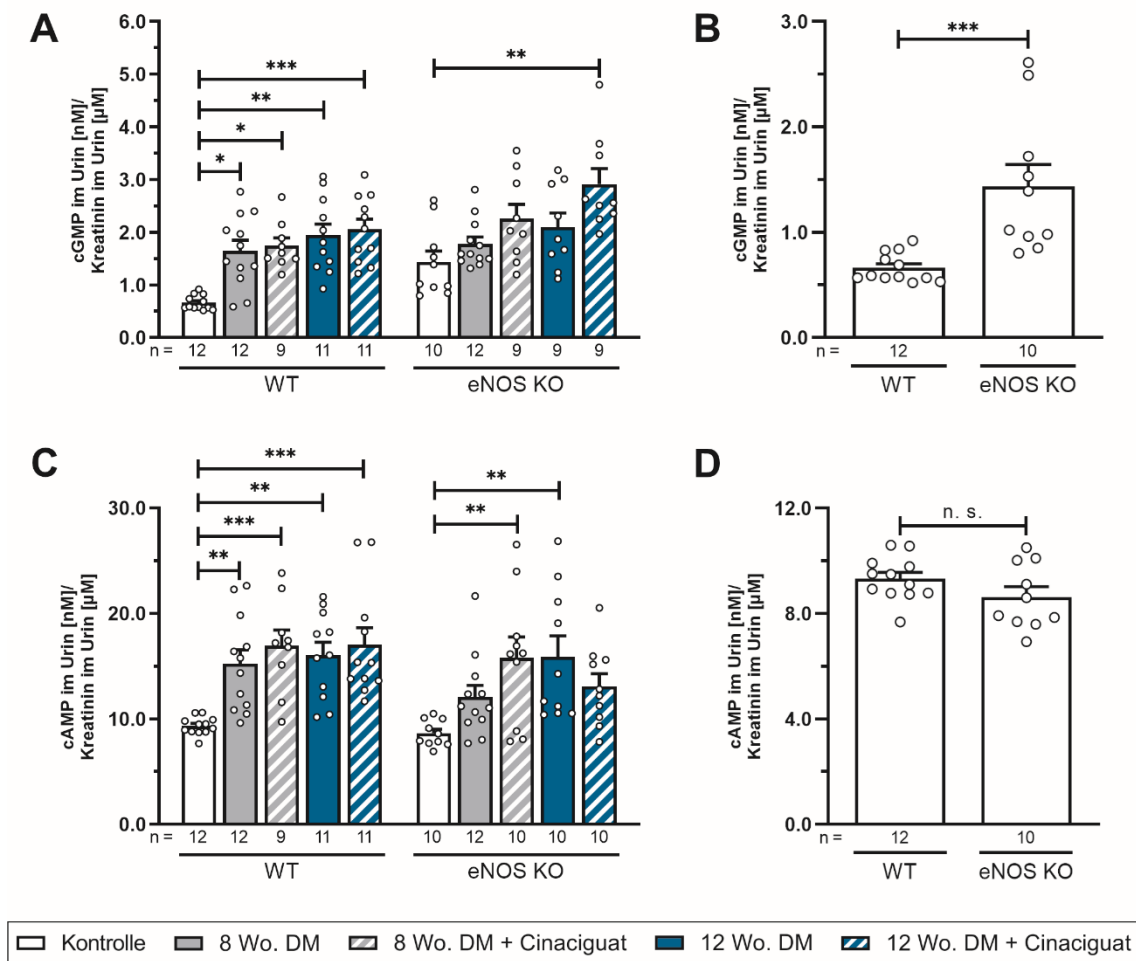 A
cGMP im Urin [nM]/
Kreatinin im Urin [µM]
6.0
5.0
4.0
3.0
2.0
1.0
0.0
*
*
**
***
**
n = 12 12 9 11 11 10 12 9 9 9
WT eNOS KO
B
cGMP im Urin [nM]/
Kreatinin im Urin [µM]
3.0
2.0
1.0
0.0
***
n = 12 10
WT eNOS KO
C
cAMP im Urin [nM]/
Kreatinin im Urin [µM]
30.0
20.0
10.0
0.0
***
**
***
**
**
**
n = 12 12 9 11 11 10 12 10 10 10
WT eNOS KO
D
cAMP im Urin [nM]/
Kreatinin im Urin [µM]
12.0
8.0
4.0
0.0
n. s.
n = 12 10
WT eNOS KO
Kontrolle 8 Wo. DM 8 Wo. DM + Cinaciguat 12 Wo. DM 12 Wo. DM + Cinaciguat